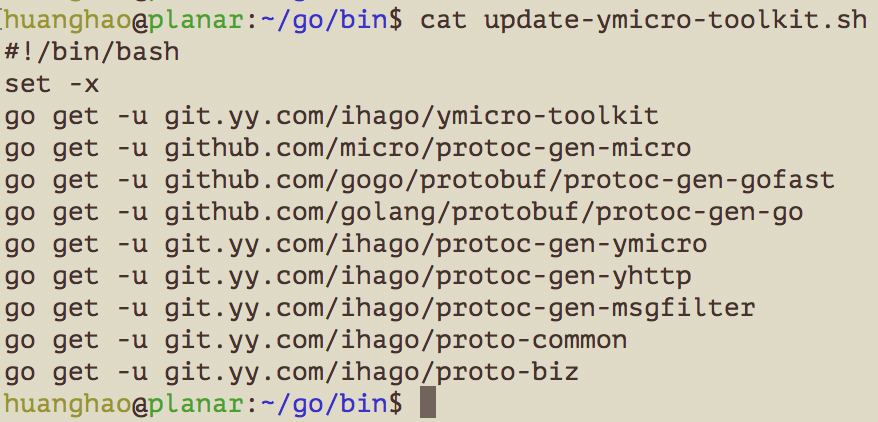 huanghao@planar:~/go/bin$ cat update-ymicro-toolkit.sh
#!/bin/bash
set -x
go get -u git.yy.com/ihago/ymicro-toolkit
go get -u github.com/micro/protoc-gen-micro
go get -u github.com/gogo/protobuf/protoc-gen-gofast
go get -u github.com/golang/protobuf/protoc-gen-go
go get -u git.yy.com/ihago/protoc-gen-ymicro
go get -u git.yy.com/ihago/protoc-gen-yhttp
go get -u git.yy.com/ihago/protoc-gen-msgfilter
go get -u git.yy.com/ihago/proto-common
go get -u git.yy.com/ihago/proto-biz
huanghao@planar:~/go/bin$